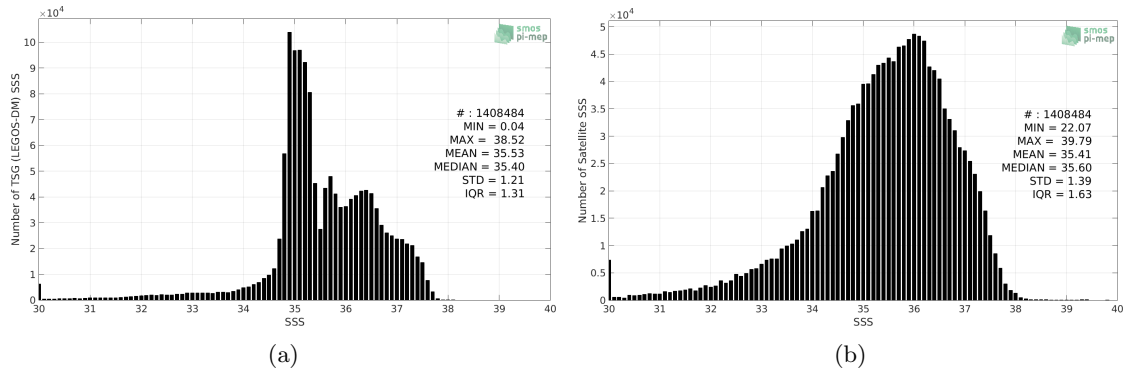 ×10⁴
smos
pi-mep
Number of TSG (LEGOS-DM) SSS
10
9
8
7
6
5
4
3
2
1
0
# : 1408484
MIN = 0.04
MAX = 38.52
MEAN = 35.53
MEDIAN = 35.40
STD = 1.21
IQR = 1.31
30 31 32 33 34 35 36 37 38 39 40
SSS
(a)
×10⁴
smos
pi-mep
Number of Satellite SSS
5
4.5
4
3.5
3
2.5
2
1.5
1
0.5
0
# : 1408484
MIN = 22.07
MAX = 39.79
MEAN = 35.41
MEDIAN = 35.60
STD = 1.39
IQR = 1.63
30 31 32 33 34 35 36 37 38 39 40
SSS
(b)